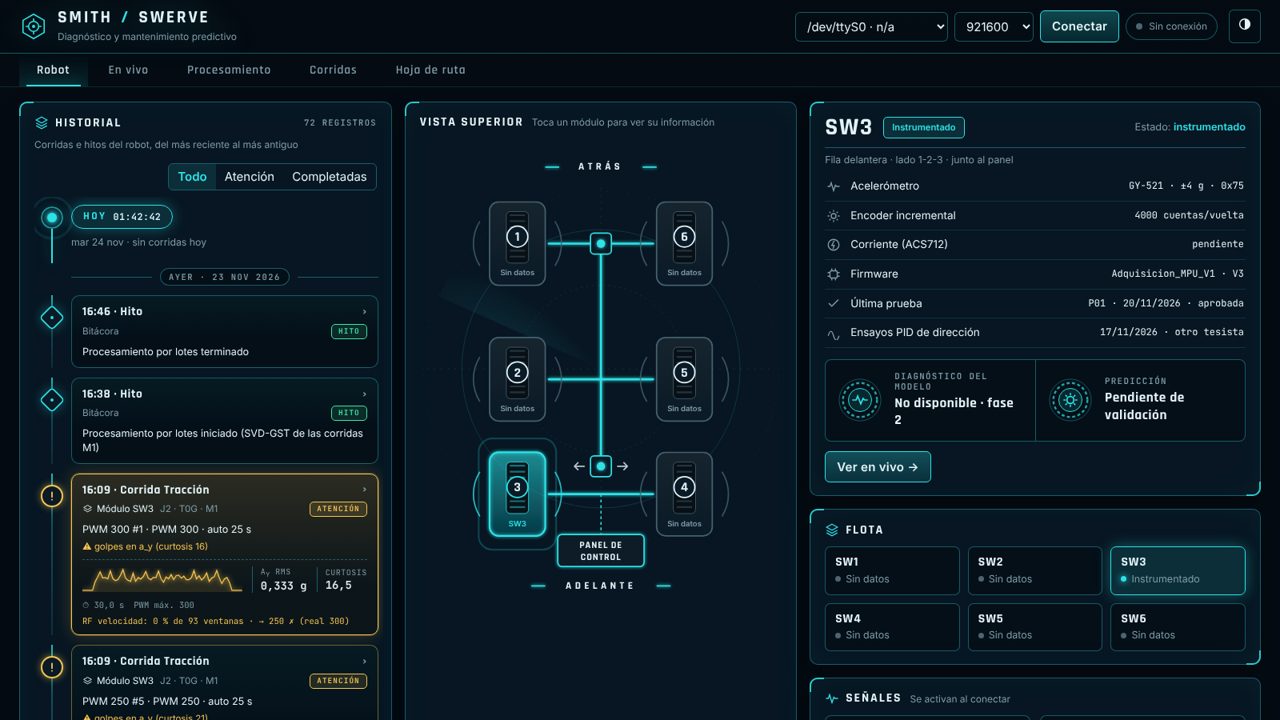 SMITH / SWERVE
Diagnóstico y mantenimiento predictivo
/dev/ttyS0 · n/a
921600
Conectar
Sin conexión
Robot
En vivo
Procesamiento
Corridas
Hoja de ruta
HISTORIAL
72 REGISTROS
Corridas e hitos del robot, del más reciente al más antiguo
Todo
Atención
Completadas
HOY 01:42:42
mar 24 nov · sin corridas hoy
AYER · 23 NOV 2026
16:46 · Hito
Bitácora
HITO
Procesamiento por lotes terminado
16:38 · Hito
Bitácora
HITO
Procesamiento por lotes iniciado (SVD-GST de las corridas
M1)
16:09 · Corrida Tracción
Módulo SW3 J2 · T0G · M1
ATENCIÓN
PWM 300 #1 · PWM 300 · auto 25 s
⚠ golpes en a_y (curtosis 16)
Aᵧ RMS
0,333 g
CURTOSIS
16,5
⏱ 30,0 s PWM máx. 300
RF velocidad: 0 % de 93 ventanas · → 250 ✗ (real 300)
16:09 · Corrida Tracción
Módulo SW3 J2 · T0G · M1
ATENCIÓN
PWM 250 #5 · PWM 250 · auto 25 s
⚠ golpes en a_y (curtosis 21)
VISTA SUPERIOR
Toca un módulo para ver su información
ATRÁS
1
Sin datos
6
Sin datos
2
Sin datos
5
Sin datos
3
SW3
4
Sin datos
PANEL DE
CONTROL
ADELANTE
SW3
Instrumentado
Estado: instrumentado
Fila delantera · lado 1-2-3 · junto al panel
Acelerómetro
GY-521 · ±4 g · 0x75
Encoder incremental
4000 cuentas/vuelta
Corriente (ACS712)
pendiente
Firmware
Adquisicion_MPU_V1 · V3
Última prueba
P01 · 20/11/2026 · aprobada
Ensayos PID de dirección
17/11/2026 · otro tesista
DIAGNÓSTICO DEL
MODELO
No disponible · fase
2
PREDICCIÓN
Pendiente de
validación
Ver en vivo →
FLOTA
SW1
Sin datos
SW2
Sin datos
SW3
Instrumentado
SW4
Sin datos
SW5
Sin datos
SW6
Sin datos
SEÑALES
Se activan al conectar